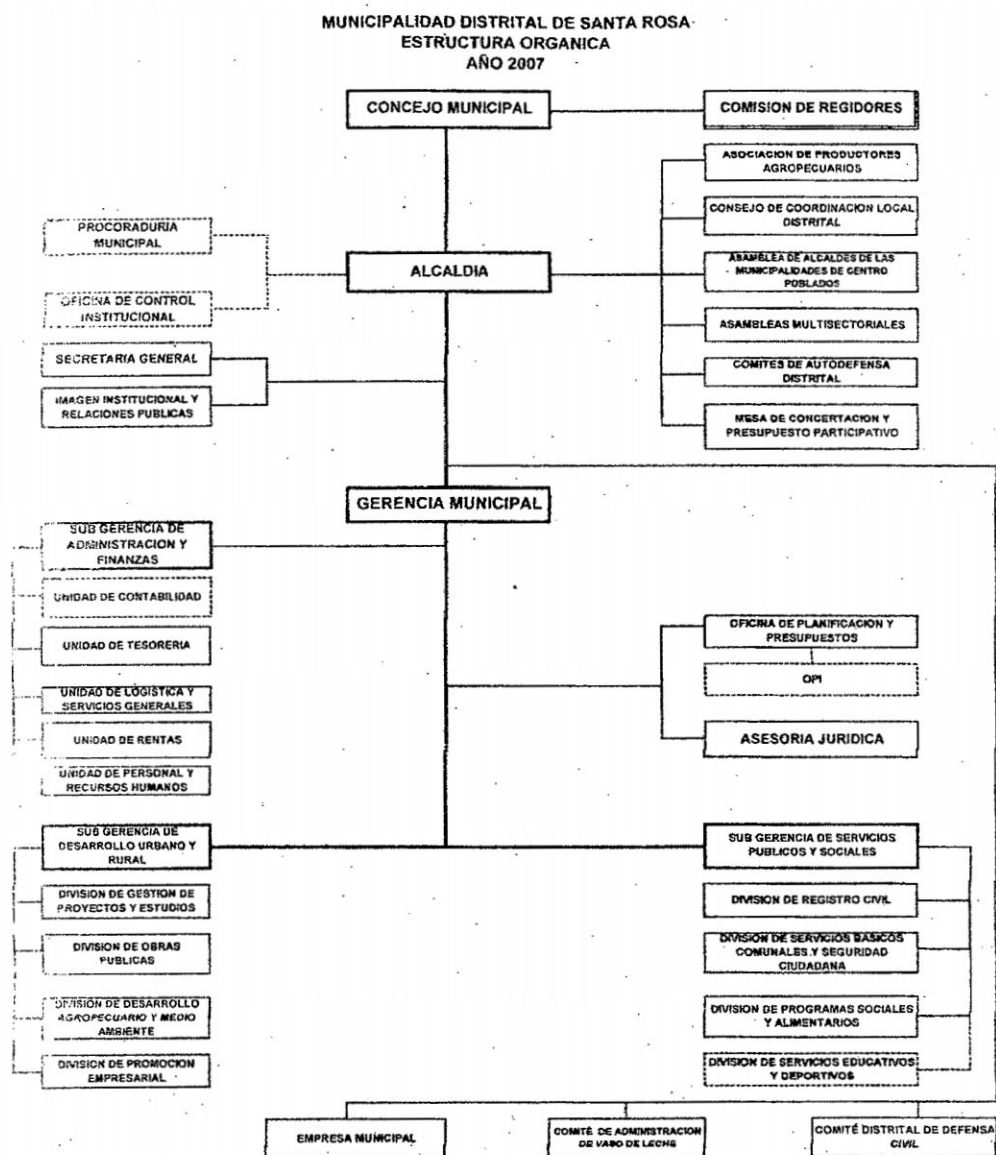 MUNICIPALIDAD DISTRITAL DE SANTA ROSA
ESTRUCTURA ORGANICA
AÑO 2007
CONCEJO MUNICIPAL
COMISION DE REGIDORES
ASOCIACION DE PRODUCTORES
AGROPECUARIOS
CONSEJO DE COORDINACION LOCAL
DISTRITAL
PROCORADURIA
MUNICIPAL
ALCALDIA
ASAMBLEA DE ALCALDES DE LAS
MUNICIPALIDADES DE CENTRO
POBLADOS
OFICINA DE CONTROL
INSTITUCIONAL
ASAMBLEAS MULTISECTORIALES
SECRETARIA GENERAL
COMITES DE AUTODEFENSA
DISTRITAL
IMAGEN INSTITUCIONAL Y
RELACIONES PUBLICAS
MESA DE CONCERTACION Y
PRESUPUESTO PARTICIPATIVO
GERENCIA MUNICIPAL
SUB GERENCIA DE
ADMINISTRACION Y
FINANZAS
UNIDAD DE CONTABILIDAD
UNIDAD DE TESORERIA
OFICINA DE PLANIFICACION Y
PRESUPUESTOS
OPI
UNIDAD DE LOGISTICA Y
SERVICIOS GENERALES
UNIDAD DE RENTAS
ASESORIA JURIDICA
UNIDAD DE PERSONAL Y
RECURSOS HUMANOS
SUB GERENCIA DE
DESARROLLO URBANO Y
RURAL
SUB GERENCIA DE SERVICIOS
PUBLICOS Y SOCIALES
DIVISION DE GESTION DE
PROYECTOS Y ESTUDIOS
DIVISION DE REGISTRO CIVIL
DIVISION DE OBRAS
PUBLICAS
DIVISION DE SERVICIOS BASICOS
COMUNALES Y SEGURIDAD
CIUDADANA
DIVISION DE DESARROLLO
AGROPECUARIO Y MEDIO
AMBIENTE
DIVISION DE PROGRAMAS SOCIALES
Y ALIMENTARIOS
DIVISION DE PROMOCION
EMPRESARIAL
DIVISION DE SERVICIOS EDUCATIVOS
Y DEPORTIVOS
EMPRESA MUNICIPAL
COMITÉ DE ADMINISTRACION
DE VASO DE LECHE
COMITÉ DISTRITAL DE DEFENSA
CIVIL